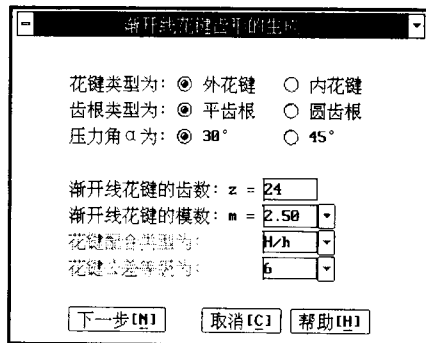 渐开线花键齿形的生成
花键类型为: 外花键 内花键
齿根类型为: 平齿根 圆齿根
压力角α为: 30° 45°
渐开线花键的齿数: z = 24
渐开线花键的模数: m = 2.50
花键配合类型为: H/h
花键公差等级为: 6
下一步[N] 取消[C] 帮助[H]